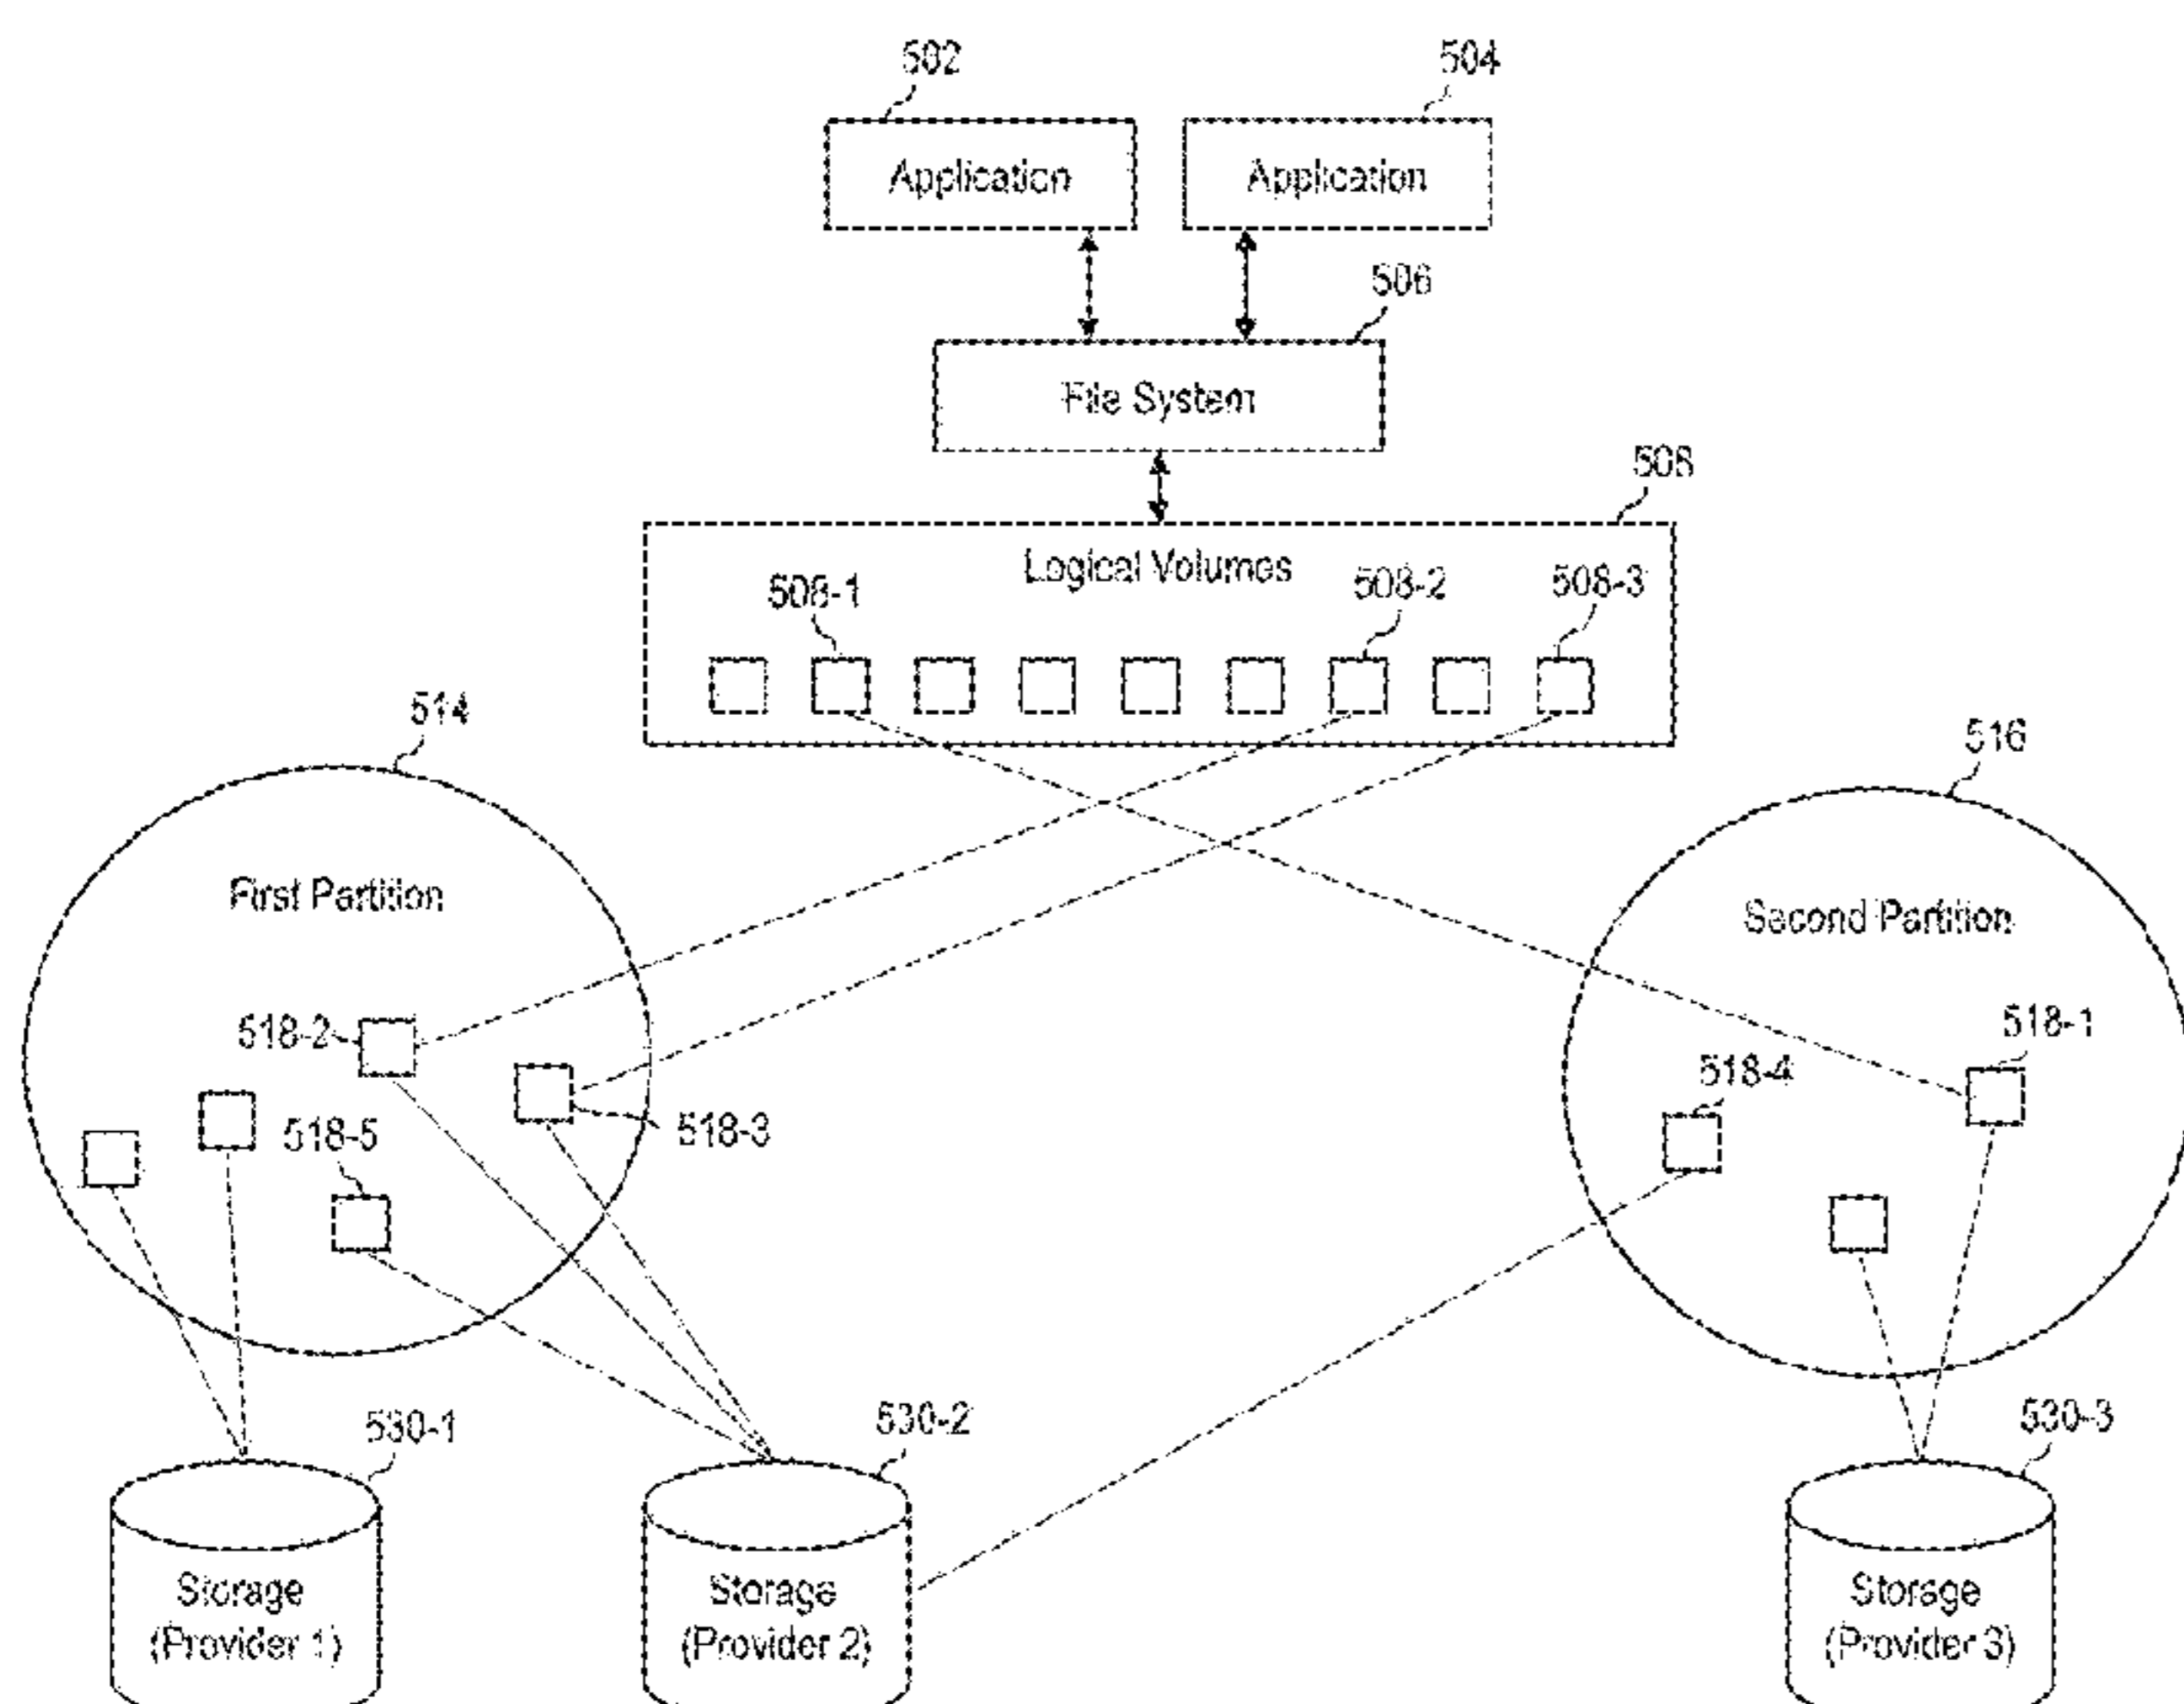 502
504
Application
Application
506
File System
508
Logical Volumes
508-1
508-2
508-3
514
516
First Partition
Second Partition
518-2
518-1
518-4
518-5
518-3
530-1
530-2
530-3
Storage
(Provider 1)
Storage
(Provider 2)
Storage
(Provider 3)